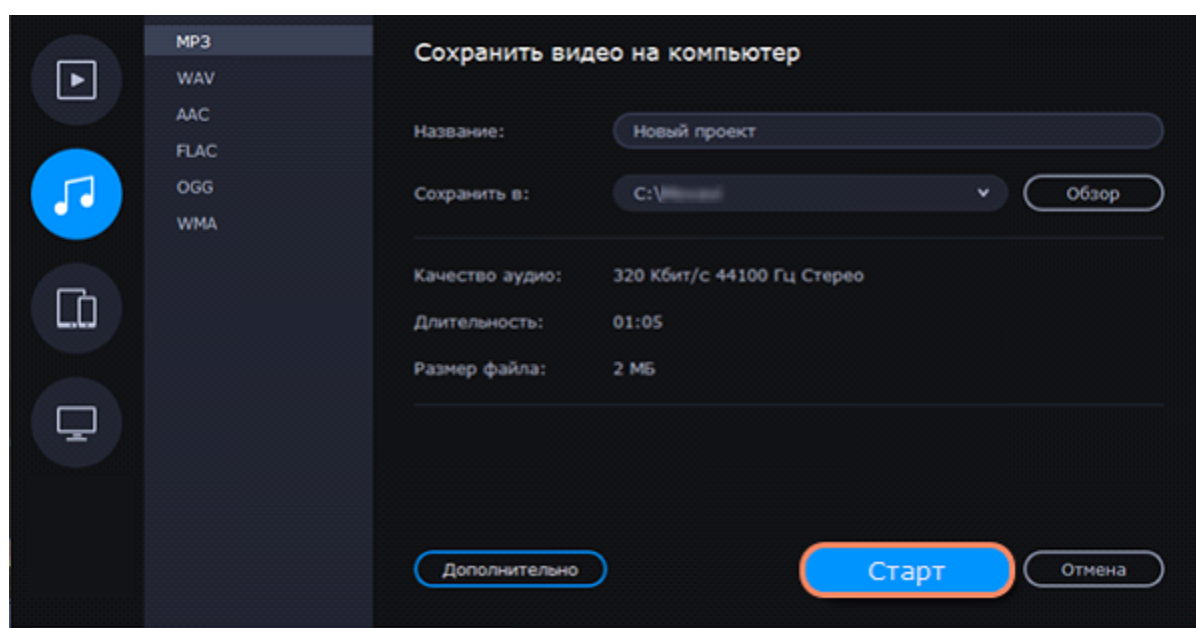 MP3
WAV
AAC
FLAC
OGG
WMA
Сохранить видео на компьютер
Название: Новый проект
Сохранить в: C:\ Обзор
Качество аудио: 320 Кбит/с 44100 Гц Стерео
Длительность: 01:05
Размер файла: 2 МБ
Дополнительно Старт Отмена